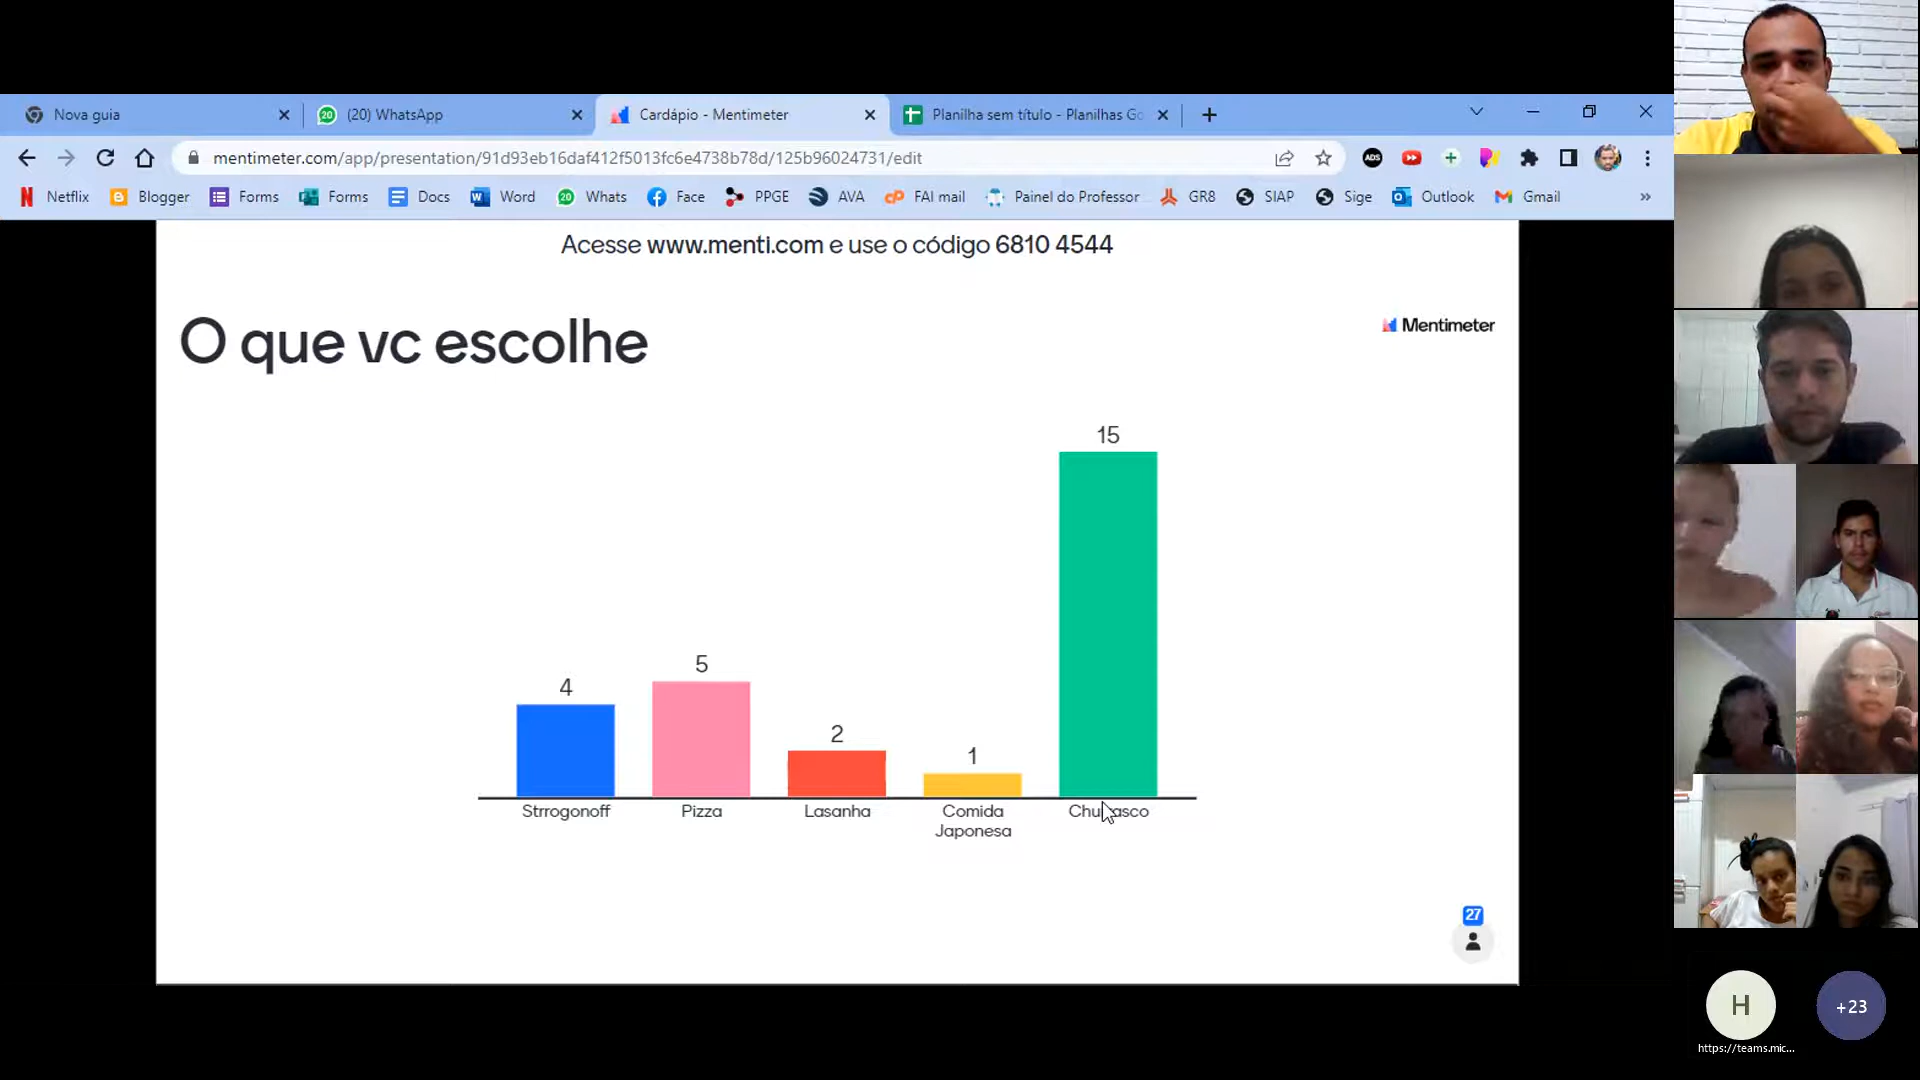 Nova guia
(20) WhatsApp
Cardápio - Mentimeter
Planilha sem título - Planilhas Go
mentimeter.com/app/presentation/91d93eb16daf412f5013fc6e4738b78d/125b96024731/edit
ADS
Netflix
Blogger
Forms
Forms
Docs
Word
20
Whats
Face
PPGE
AVA
FAI mail
Painel do Professor
GR8
SIAP
Sige
Outlook
Gmail
Acesse www.menti.com e use o código 6810 4544
O que vc escolhe
Mentimeter
15
4
5
2
1
Strrogonoff
Pizza
Lasanha
Comida
Japonesa
Churrasco
27
H
+23
https://teams.mic...